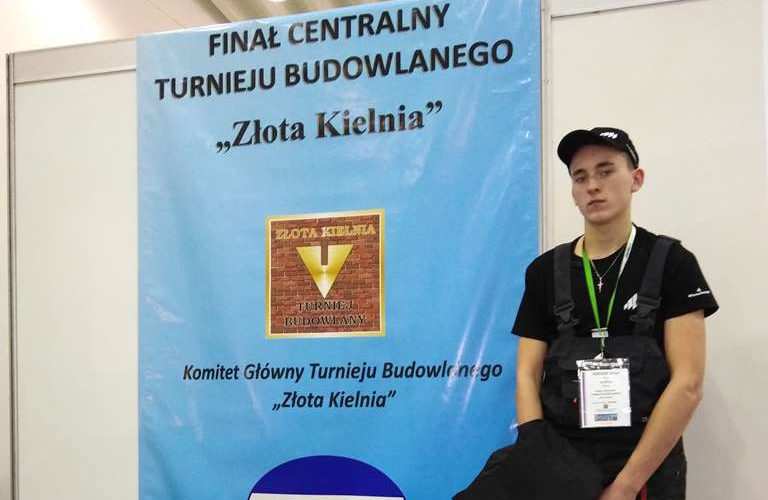 FINAŁ CENTRALNY
TURNIEJU BUDOWLANEGO
„Złota Kielnia”
ZŁOTA KIELNIA
TURNIEJ
BUDOWLANY
Komitet Główny Turnieju Budowlanego
„Złota Kielnia”